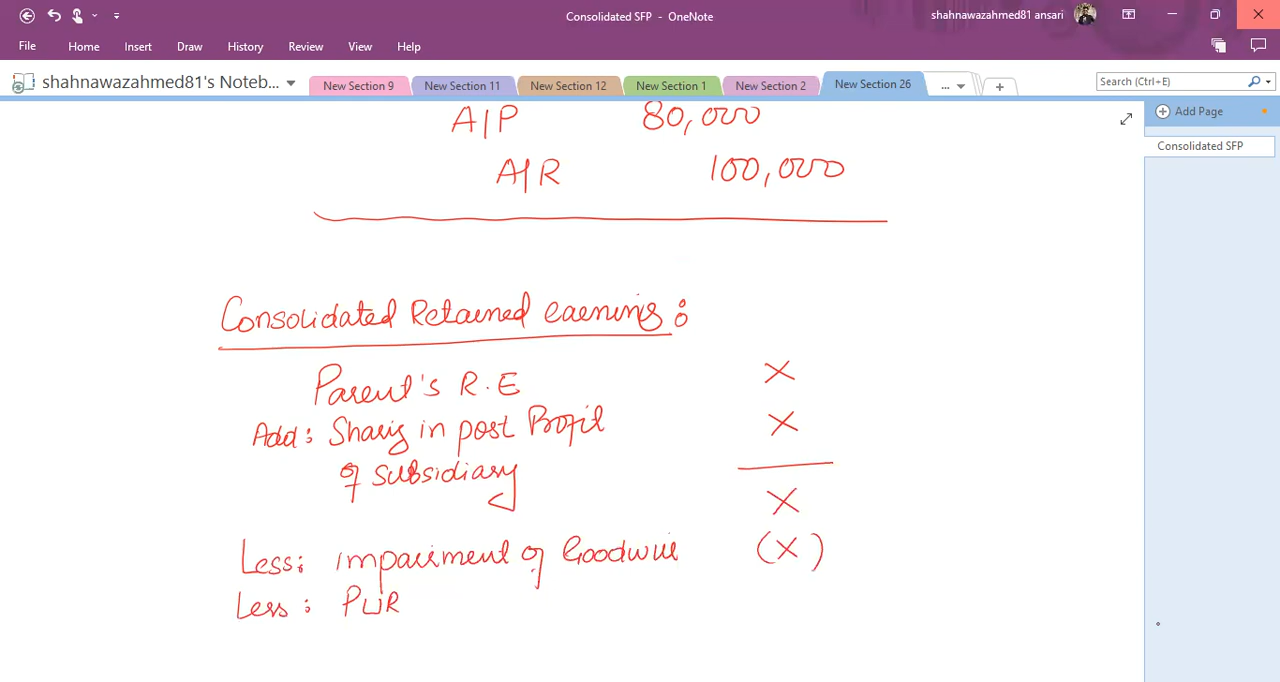 Consolidated SFP - OneNote
shahnawazahmed81 ansari
File Home Insert Draw History Review View Help
shahnawazahmed81's Noteb... New Section 9 New Section 11 New Section 12 New Section 1 New Section 2 New Section 26 ... + Search (Ctrl+E)
Add Page
Consolidated SFP
A/P 80,000
A/R 100,000
Consolidated Retained earnings :
Parent's R.E X
Add : Sharing in post Profit X
of subsidiary
X
Less : Impairment of Goodwill (X)
Less : PUR